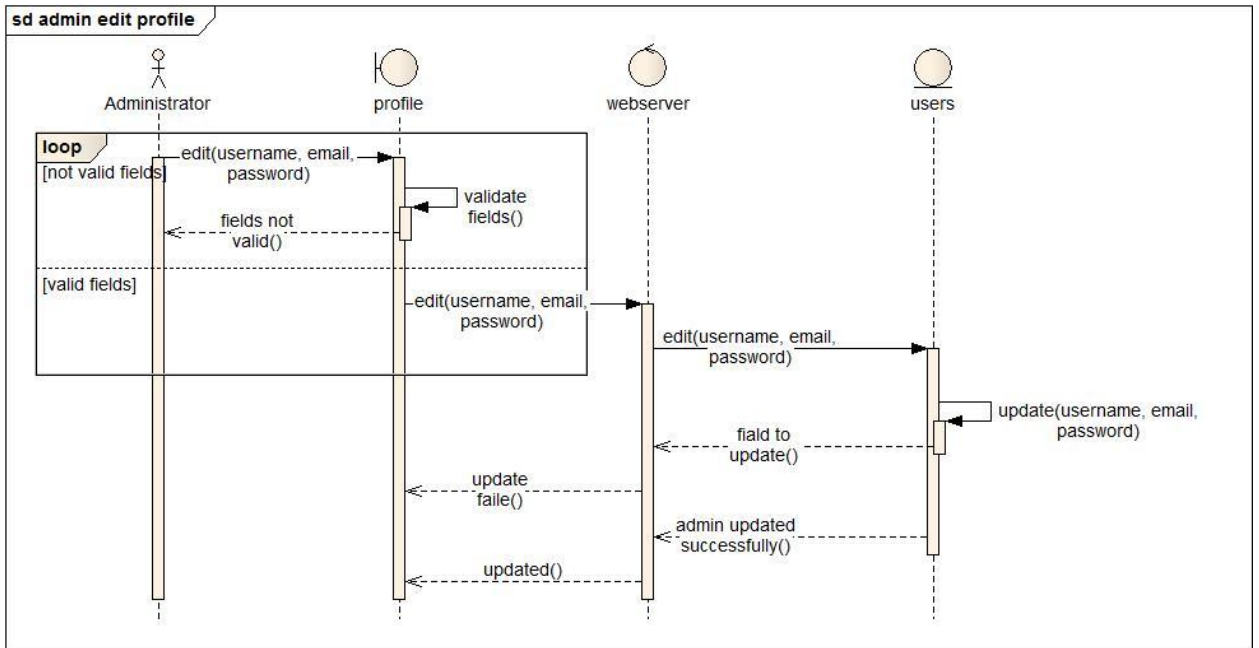 sd admin edit profile
Administrator
profile
webserver
users
loop
[not valid fields]
edit(username, email,
password)
validate
fields()
fields not
valid()
[valid fields]
edit(username, email,
password)
edit(username, email,
password)
update(username, email,
password)
fiald to
update()
update
faile()
admin updated
successfully()
updated()